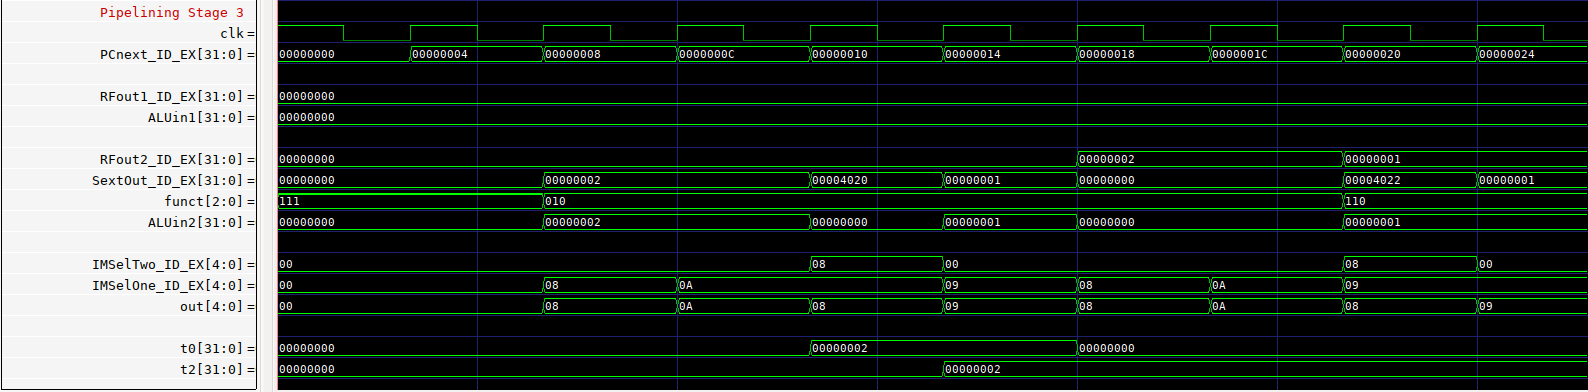 Pipelining Stage 3
clk=
PCnext_ID_EX[31:0]= 00000000 00000004 00000008 0000000C 00000010 00000014 00000018 0000001C 00000020 00000024
RFout1_ID_EX[31:0]= 00000000
ALUin1[31:0]= 00000000
RFout2_ID_EX[31:0]= 00000000 00000002 00000001
SextOut_ID_EX[31:0]= 00000000 00000002 00004020 00000001 00000000 00004022 00000001
funct[2:0]= 111 010 110
ALUin2[31:0]= 00000000 00000002 00000000 00000001 00000000 00000001
IMSelTwo_ID_EX[4:0]= 00 08 00 08 00
IMSelOne_ID_EX[4:0]= 00 08 0A 09 08 0A 09
out[4:0]= 00 08 0A 08 09 08 0A 08 09
t0[31:0]= 00000000 00000002 00000000
t2[31:0]= 00000000 00000002